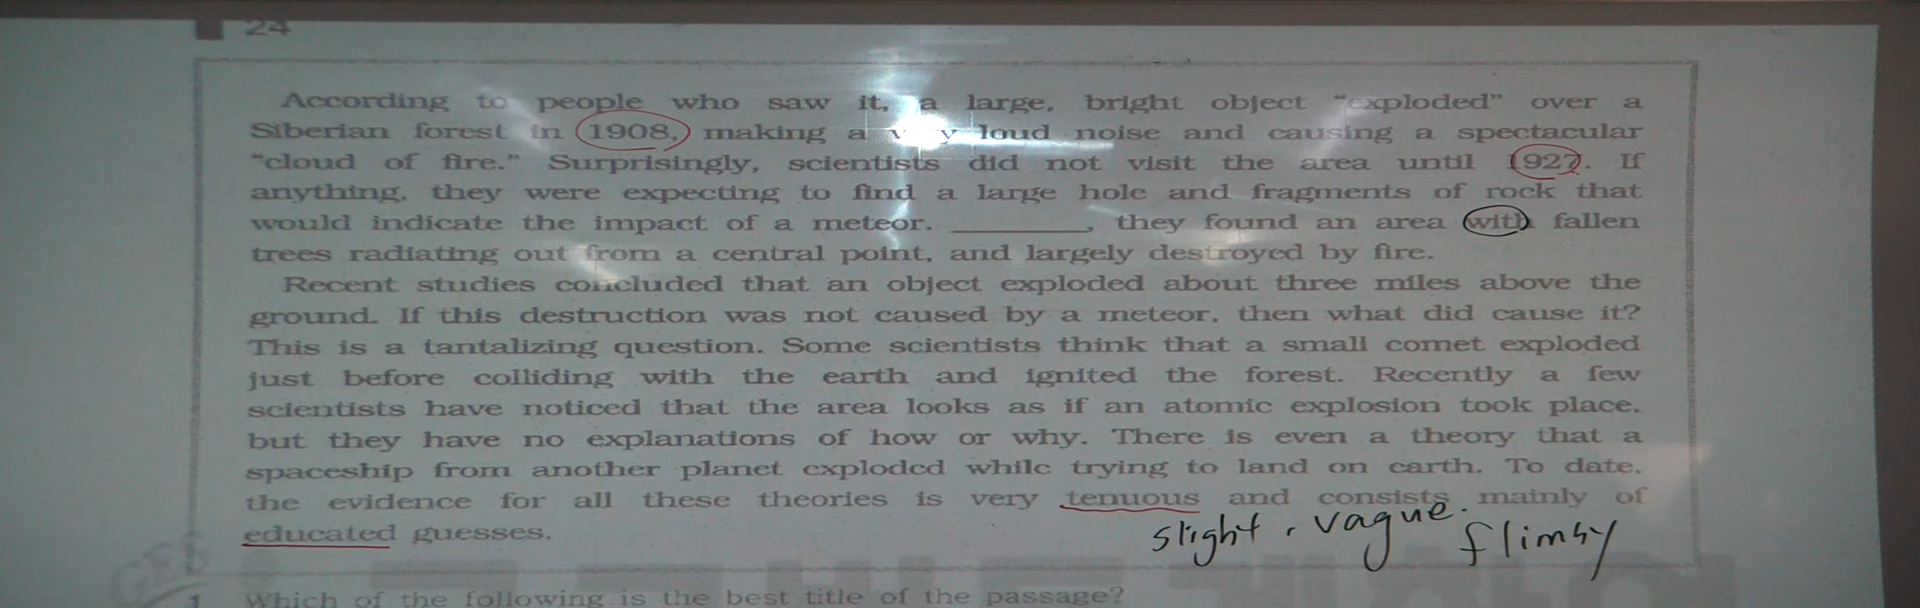 24
According to people who saw it, a large, bright object “exploded” over a
Siberian forest in 1908, making a loud noise and causing a spectacular
“cloud of fire.” Surprisingly, scientists did not visit the area until 1927. If
anything, they were expecting to find a large hole and fragments of rock that
would indicate the impact of a meteor. ________, they found an area with fallen
trees radiating out from a central point, and largely destroyed by fire.
Recent studies concluded that an object exploded about three miles above the
ground. If this destruction was not caused by a meteor, then what did cause it?
This is a tantalizing question. Some scientists think that a small comet exploded
just before colliding with the earth and ignited the forest. Recently a few
scientists have noticed that the area looks as if an atomic explosion took place,
but they have no explanations of how or why. There is even a theory that a
spaceship from another planet exploded while trying to land on earth. To date,
the evidence for all these theories is very tenuous and consists mainly of
educated guesses.
slight, vague. flimsy
1 Which of the following is the best title of the passage?